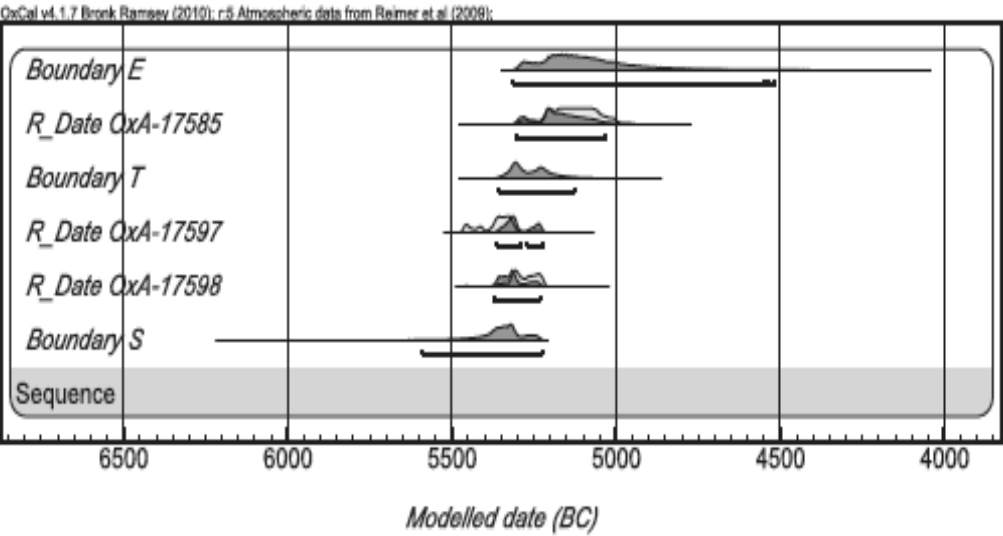 OxCal v4.1.7 Bronk Ramsey (2010); r:5 Atmospheric data from Reimer et al (2009);
Boundary E
R_Date OxA-17585
Boundary T
R_Date OxA-17597
R_Date OxA-17598
Boundary S
Sequence
6500 6000 5500 5000 4500 4000
Modelled date (BC)